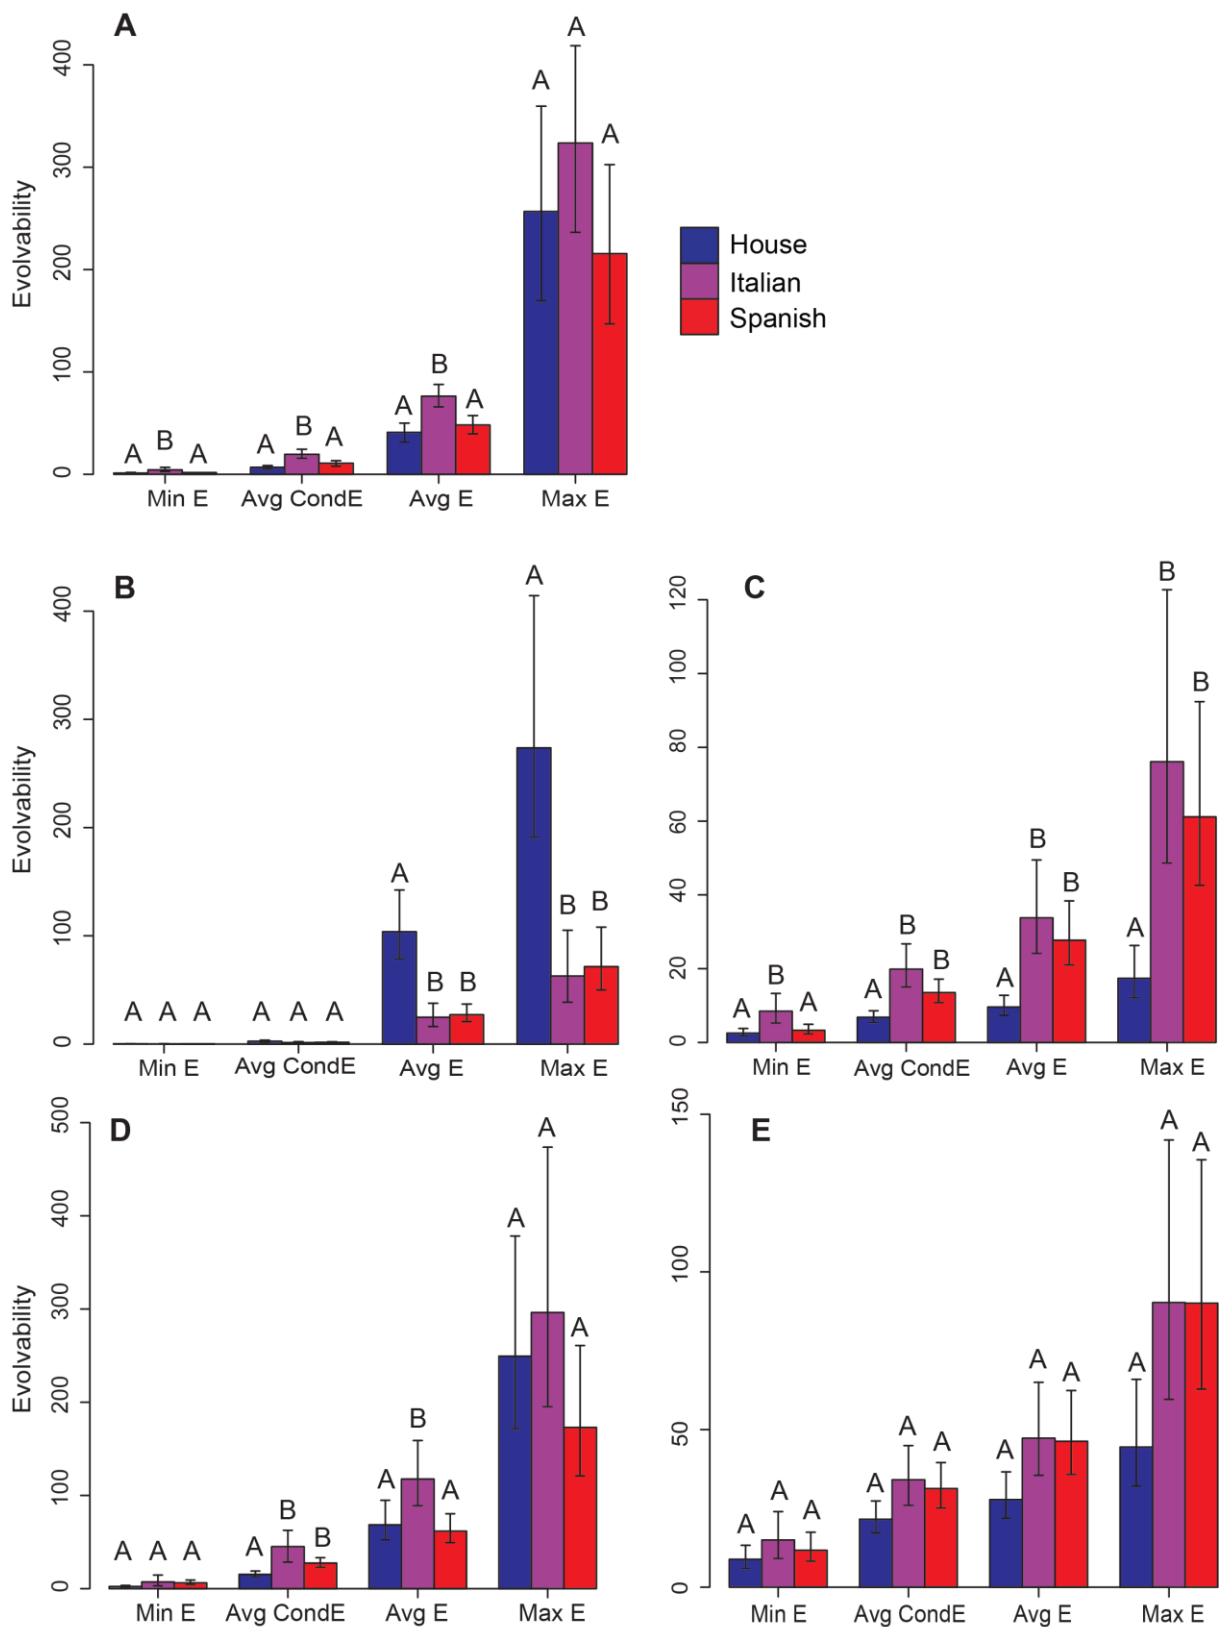 A
Evolvability
400
300
200
100
0
A B A
A B A
A B A
A A A
Min E Avg CondE Avg E Max E
House
Italian
Spanish
B
Evolvability
400
300
200
100
0
A A A
A A A
A B B
A B B
Min E Avg CondE Avg E Max E
C
120
100
80
60
40
20
0
A B A
A B B
A B B
A B B
Min E Avg CondE Avg E Max E
D
Evolvability
500
400
300
200
100
0
A A A
A B B
A B A
A A A
Min E Avg CondE Avg E Max E
E
150
100
50
0
A A A
A A A
A A A
A A A
Min E Avg CondE Avg E Max E